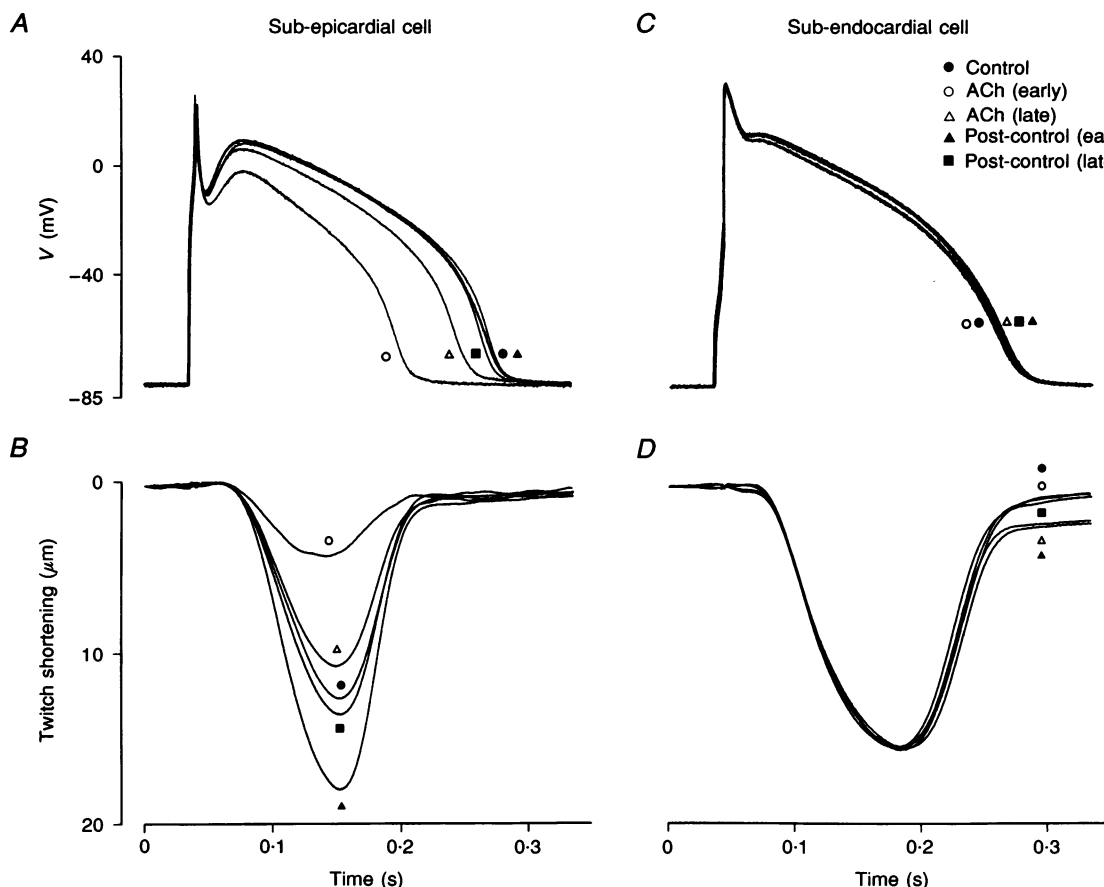 A
Sub-epicardial cell
C
Sub-endocardial cell
● Control
○ ACh (early)
△ ACh (late)
▲ Post-control (ea
■ Post-control (lat
40
0
−40
−85
V (mV)
B
D
0
10
20
Twitch shortening (μm)
0 0·1 0·2 0·3
Time (s)
0 0·1 0·2 0·3
Time (s)